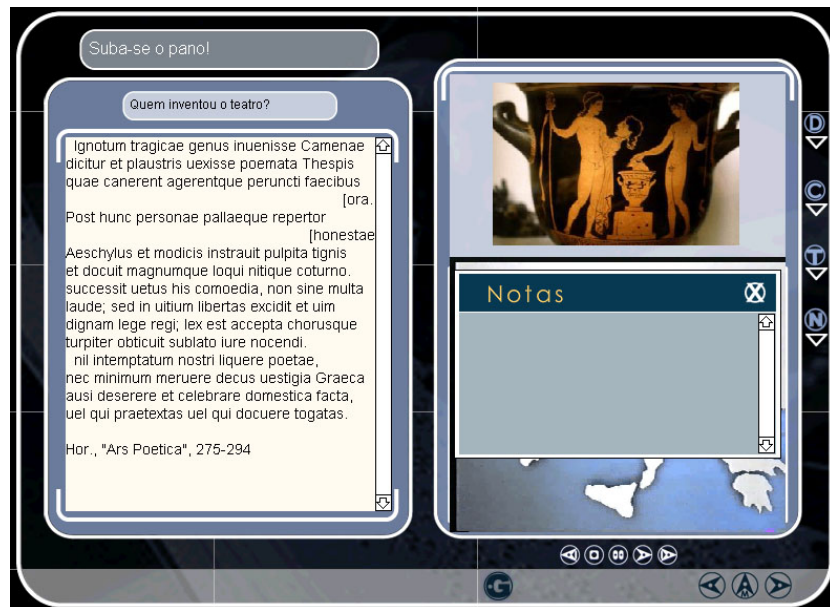 Suba-se o pano!
Quem inventou o teatro?
Ignotum tragicae genus inuenisse Camenae
dicitur et plaustris uexisse poemata Thespis
quae canerent agerentque peruncti faecibus
[ora.
Post hunc personae pallaeque repertor
[honestae
Aeschylus et modicis instrauit pulpita tignis
et docuit magnumque loqui nitique coturno.
successit uetus his comoedia, non sine multa
laude; sed in uitium libertas excidit et uim
dignam lege regi; lex est accepta chorusque
turpiter obticuit sublato iure nocendi.
nil intemptatum nostri liquere poetae,
nec minimum meruere decus uestigia Graeca
ausi deserere et celebrare domestica facta,
uel qui praetextas uel qui docuere togatas.
Hor., "Ars Poetica", 275-294
Notas
X
D
C
T
N
G